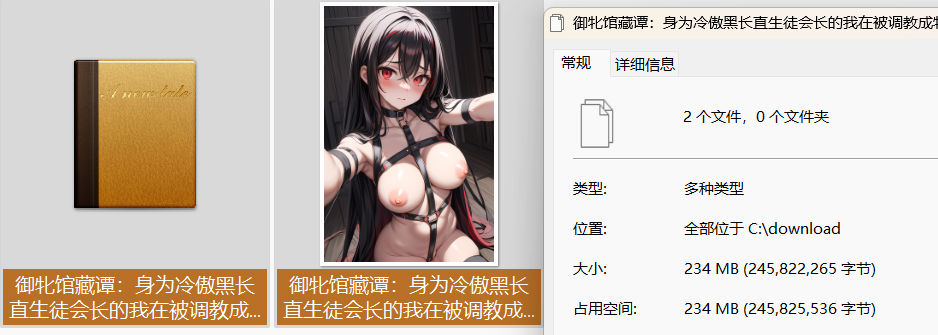 Anime tale
御牝馆藏谭：身为冷傲黑长
直生徒会长的我在被调教成...
御牝馆藏谭：身为冷傲黑长
直生徒会长的我在被调教成...
御牝馆藏谭：身为冷傲黑长直生徒会长的我在被调教成
常规
详细信息
2 个文件，0 个文件夹
类型: 多种类型
位置: 全部位于 C:\download
大小: 234 MB (245,822,265 字节)
占用空间: 234 MB (245,825,536 字节)